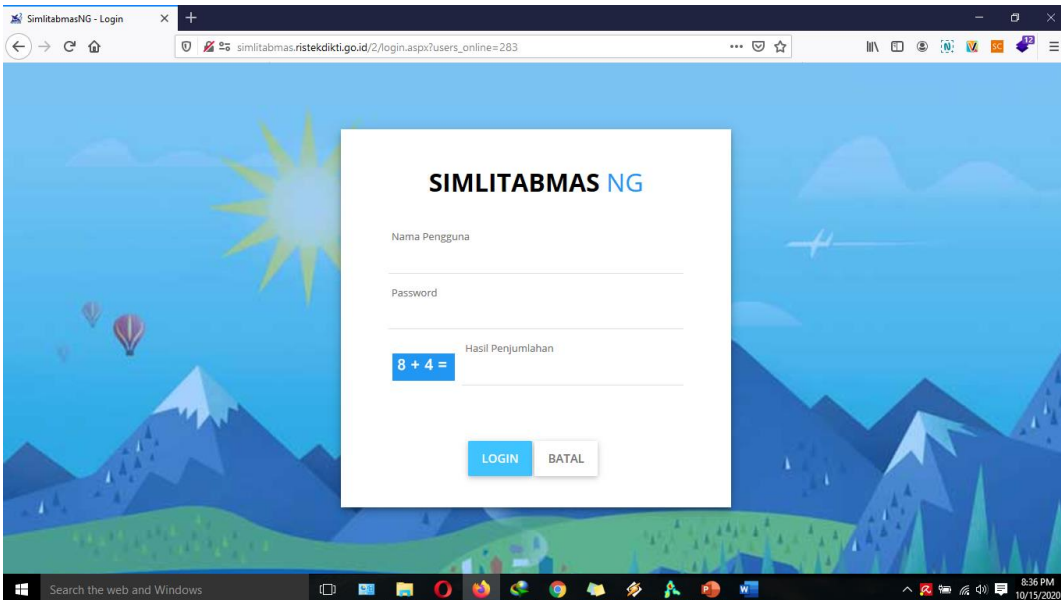 SimlitabmasNG - Login
simlitabmas.ristekdikti.go.id/2/login.aspx?users_online=283
12
SIMLITABMAS NG
Nama Pengguna
Password
Hasil Penjumlahan
8 + 4 =
LOGIN BATAL
Search the web and Windows
8:36 PM
10/15/2020